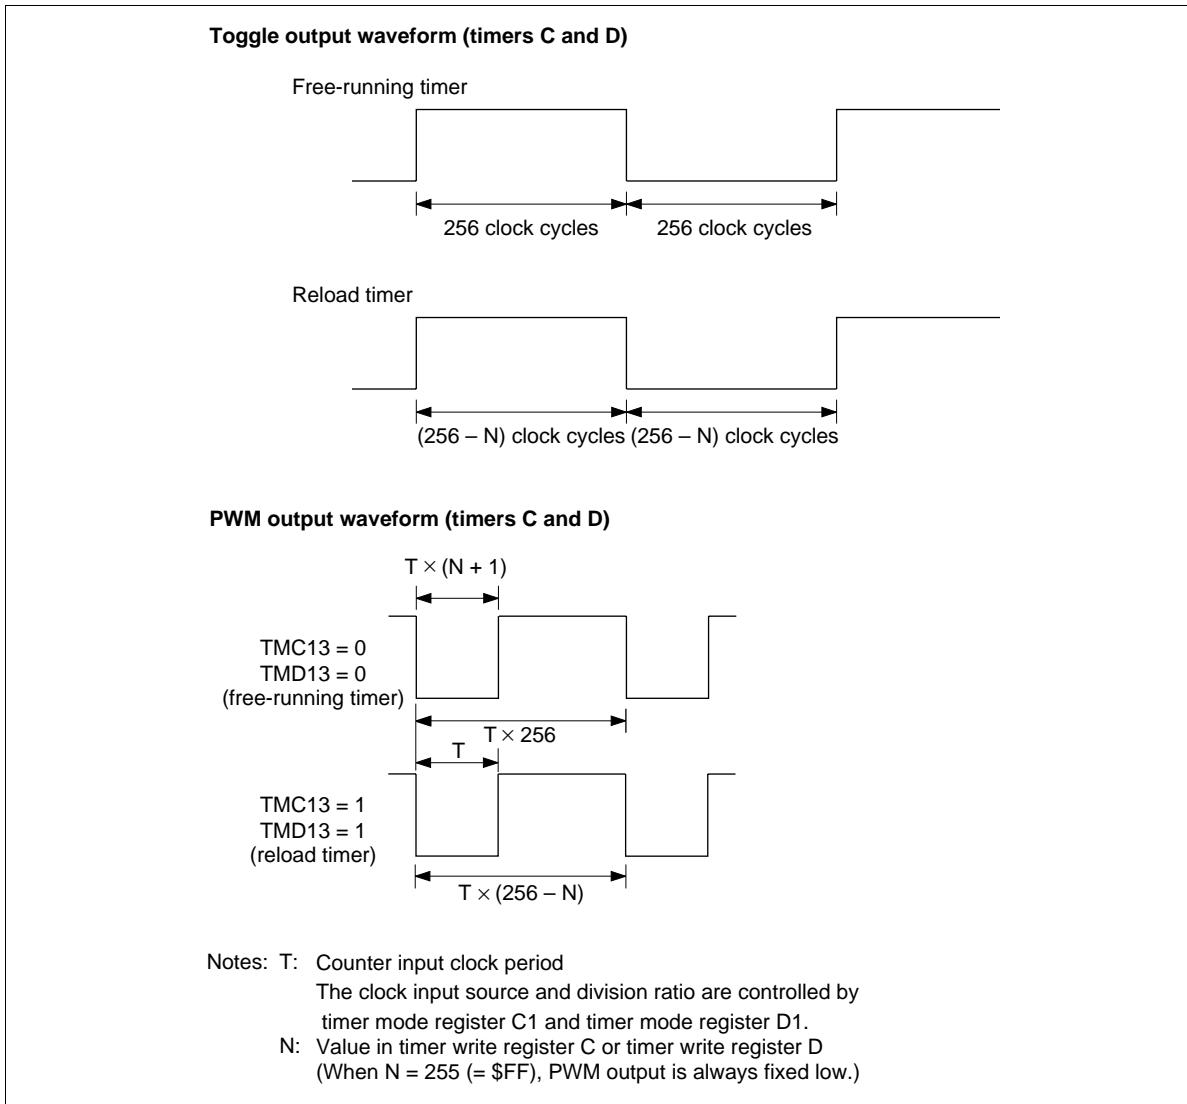 Toggle output waveform (timers C and D)
Free-running timer
256 clock cycles 256 clock cycles
Reload timer
(256 – N) clock cycles (256 – N) clock cycles
PWM output waveform (timers C and D)
T × (N + 1)
TMC13 = 0
TMD13 = 0
(free-running timer)
T × 256
T
TMC13 = 1
TMD13 = 1
(reload timer)
T × (256 – N)
Notes: T: Counter input clock period
The clock input source and division ratio are controlled by
timer mode register C1 and timer mode register D1.
N: Value in timer write register C or timer write register D
(When N = 255 (= $FF), PWM output is always fixed low.)